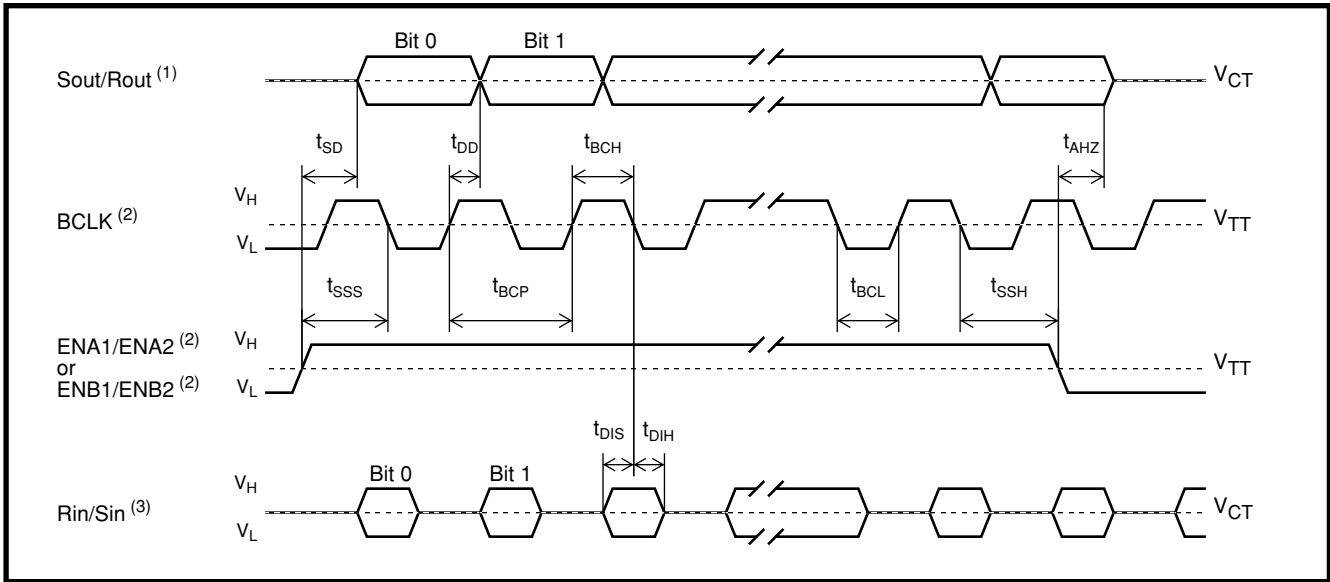 Bit 0 Bit 1
Sout/Rout (1) VCT
tSD tDD tBCH tAHZ
VH
BCLK (2) VTT
VL
tSSS tBCP tBCL tSSH
ENA1/ENA2 (2) VH
or VTT
ENB1/ENB2 (2) VL
tDIS tDIH
Bit 0 Bit 1
VH
Rin/Sin (3) VCT
VL